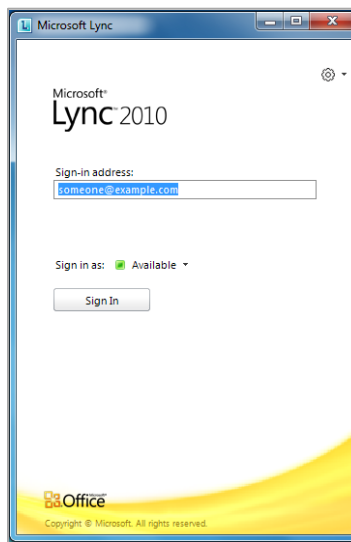 Microsoft Lync
Microsoft®
Lync™ 2010
Sign-in address:
someone@example.com
Sign in as: Available
Sign In
Office
Copyright © Microsoft. All rights reserved.